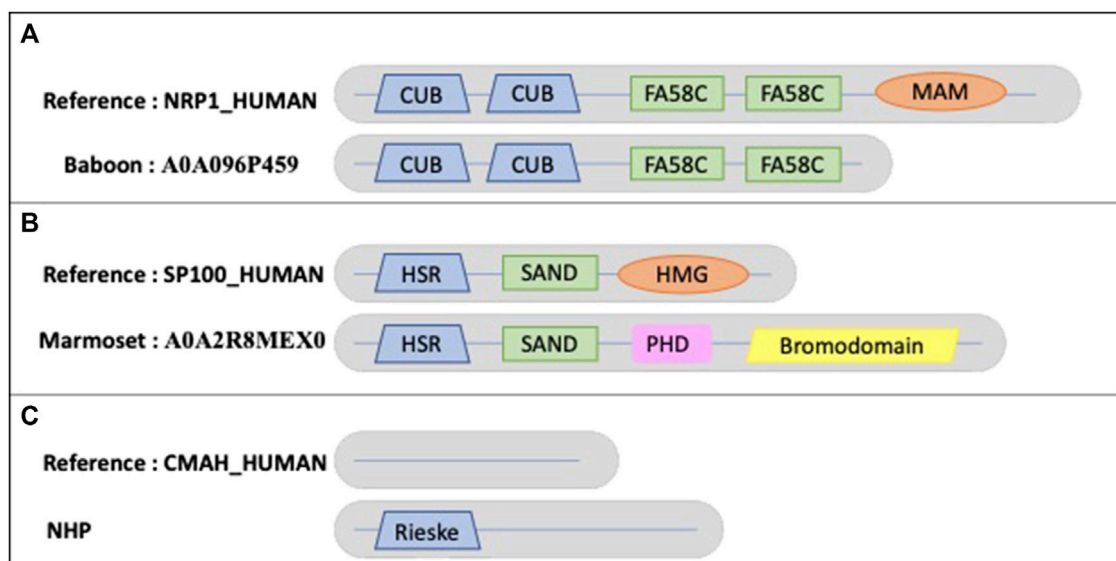 A
Reference : NRP1_HUMAN CUB CUB FA58C FA58C MAM
Baboon : A0A096P459 CUB CUB FA58C FA58C
B
Reference : SP100_HUMAN HSR SAND HMG
Marmoset : A0A2R8MEX0 HSR SAND PHD Bromodomain
C
Reference : CMAH_HUMAN
NHP Rieske